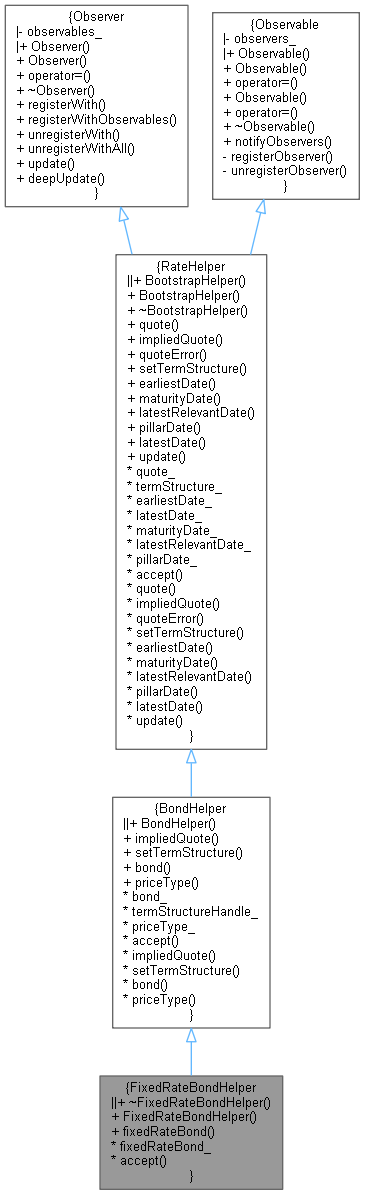 {Observer
|- observables_
|+ Observer()
+ Observer()
+ operator=()
+ ~Observer()
+ registerWith()
+ registerWithObservables()
+ unregisterWith()
+ unregisterWithAll()
+ update()
+ deepUpdate()
}
{Observable
|- observers_
|+ Observable()
+ Observable()
+ operator=()
+ Observable()
+ operator=()
+ ~Observable()
+ notifyObservers()
- registerObserver()
- unregisterObserver()
}
{RateHelper
||+ BootstrapHelper()
+ BootstrapHelper()
+ ~BootstrapHelper()
+ quote()
+ impliedQuote()
+ quoteError()
+ setTermStructure()
+ earliestDate()
+ maturityDate()
+ latestRelevantDate()
+ pillarDate()
+ latestDate()
+ update()
* quote_
* termStructure_
* earliestDate_
* latestDate_
* maturityDate_
* latestRelevantDate_
* pillarDate_
* accept()
* quote()
* impliedQuote()
* quoteError()
* setTermStructure()
* earliestDate()
* maturityDate()
* latestRelevantDate()
* pillarDate()
* latestDate()
* update()
}
{BondHelper
||+ BondHelper()
+ impliedQuote()
+ setTermStructure()
+ bond()
+ priceType()
* bond_
* termStructureHandle_
* priceType_
* accept()
* impliedQuote()
* setTermStructure()
* bond()
* priceType()
}
{FixedRateBondHelper
||+ ~FixedRateBondHelper()
+ FixedRateBondHelper()
+ fixedRateBond()
* fixedRateBond_
* accept()
}